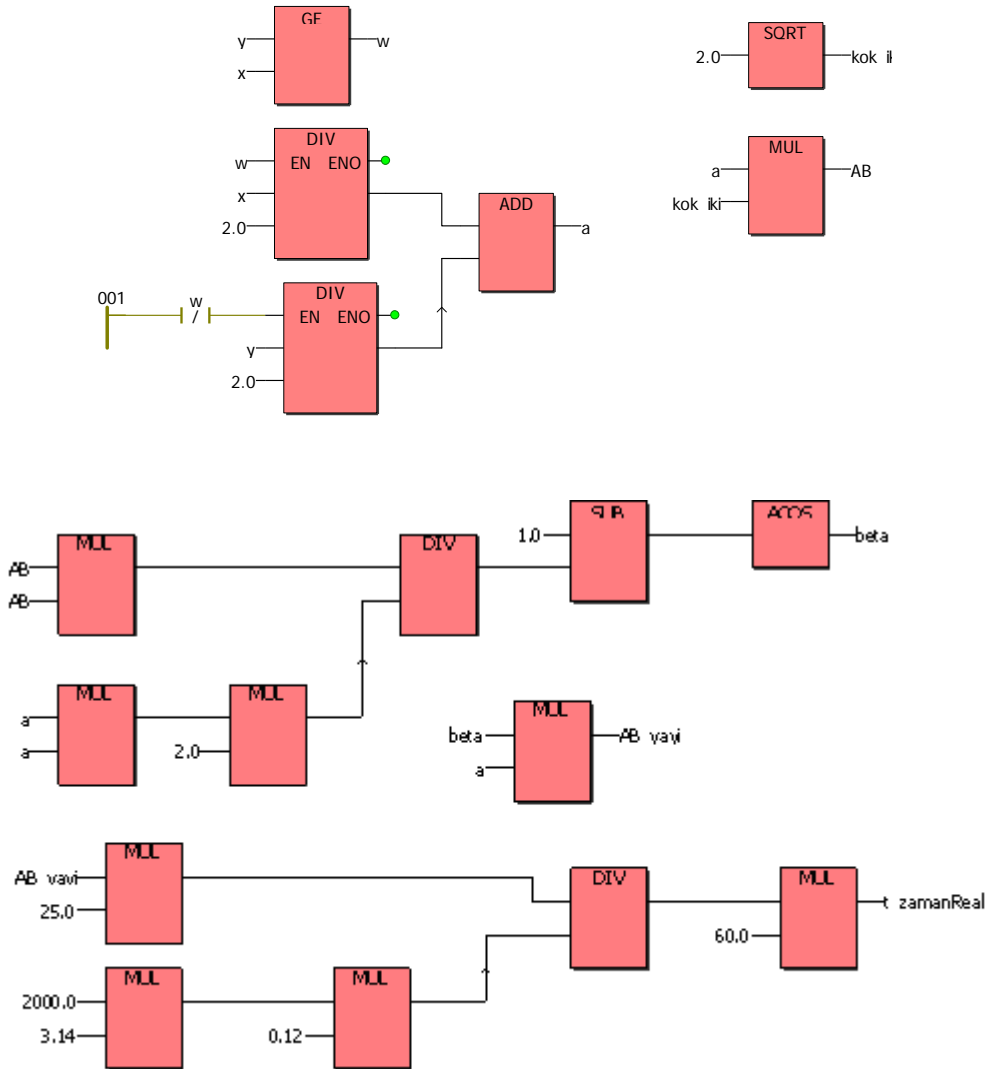 GE
y
w
x
SQRT
2.0
kok
DIV
w
EN ENO
x
2.0
MUL
a
AB
kok iki
ADD
a
001
w
/
DIV
EN ENO
y
2.0
MUL
AB
AB
DIV
SUB
1.0
ACOS
beta
MUL
a
a
MUL
2.0
MUL
beta
AB yayi
a
MUL
AB yayi
25.0
DIV
MUL
t zamanReal
60.0
MUL
2000.0
3.14
MUL
0.12